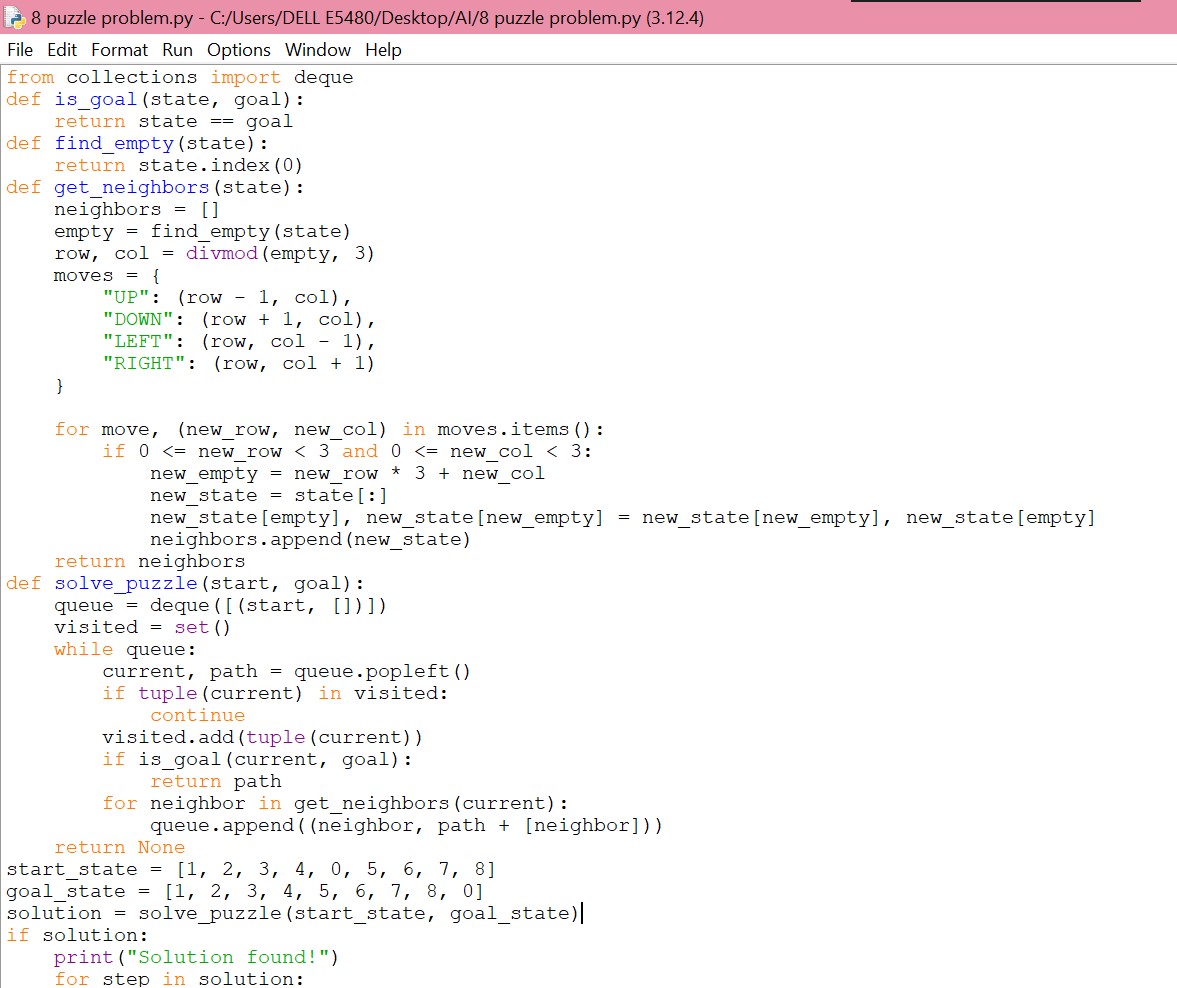 8 puzzle problem.py - C:/Users/DELL E5480/Desktop/AI/8 puzzle problem.py (3.12.4)
File Edit Format Run Options Window Help
from collections import deque
def is_goal(state, goal):
    return state == goal
def find_empty(state):
    return state.index(0)
def get_neighbors(state):
    neighbors = []
    empty = find_empty(state)
    row, col = divmod(empty, 3)
    moves = {
        "UP": (row - 1, col),
        "DOWN": (row + 1, col),
        "LEFT": (row, col - 1),
        "RIGHT": (row, col + 1)
    }

    for move, (new_row, new_col) in moves.items():
        if 0 <= new_row < 3 and 0 <= new_col < 3:
            new_empty = new_row * 3 + new_col
            new_state = state[:]
            new_state[empty], new_state[new_empty] = new_state[new_empty], new_state[empty]
            neighbors.append(new_state)
    return neighbors
def solve_puzzle(start, goal):
    queue = deque([(start, [])])
    visited = set()
    while queue:
        current, path = queue.popleft()
        if tuple(current) in visited:
            continue
        visited.add(tuple(current))
        if is_goal(current, goal):
            return path
        for neighbor in get_neighbors(current):
            queue.append((neighbor, path + [neighbor]))
    return None
start_state = [1, 2, 3, 4, 0, 5, 6, 7, 8]
goal_state = [1, 2, 3, 4, 5, 6, 7, 8, 0]
solution = solve_puzzle(start_state, goal_state)
if solution:
    print("Solution found!")
    for step in solution: